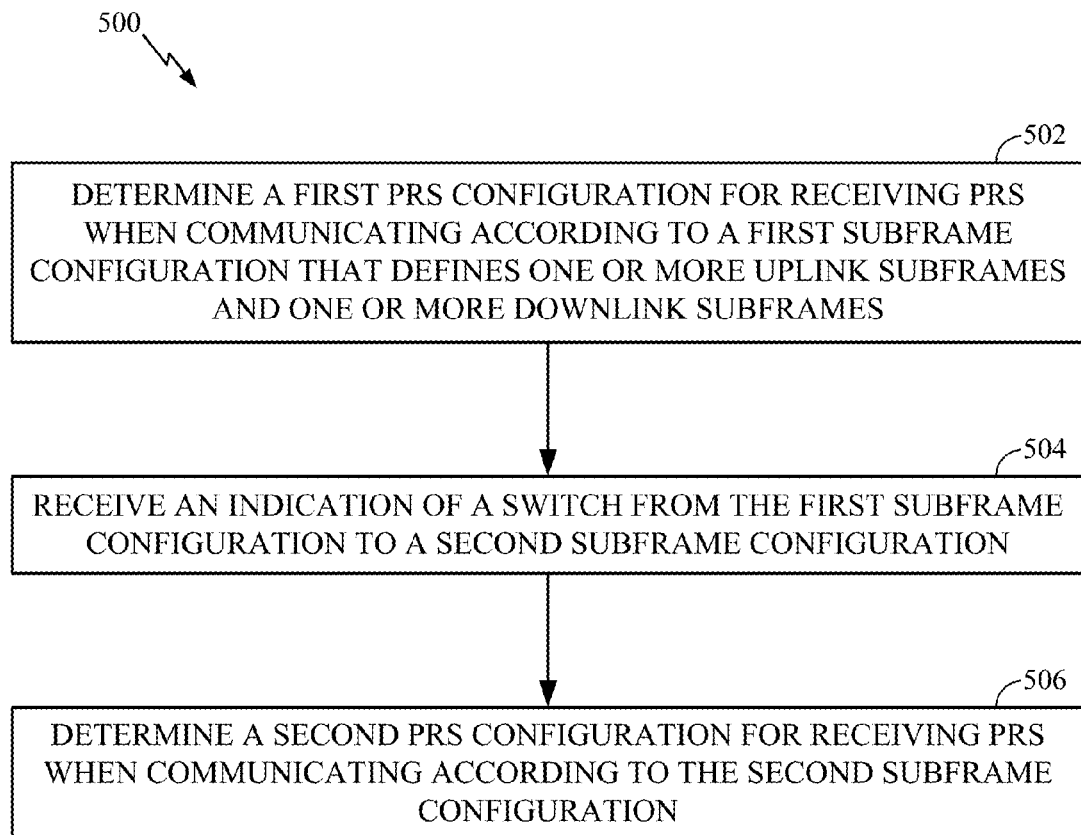 500
502
DETERMINE A FIRST PRS CONFIGURATION FOR RECEIVING PRS
WHEN COMMUNICATING ACCORDING TO A FIRST SUBFRAME
CONFIGURATION THAT DEFINES ONE OR MORE UPLINK SUBFRAMES
AND ONE OR MORE DOWNLINK SUBFRAMES
504
RECEIVE AN INDICATION OF A SWITCH FROM THE FIRST SUBFRAME
CONFIGURATION TO A SECOND SUBFRAME CONFIGURATION
506
DETERMINE A SECOND PRS CONFIGURATION FOR RECEIVING PRS
WHEN COMMUNICATING ACCORDING TO THE SECOND SUBFRAME
CONFIGURATION